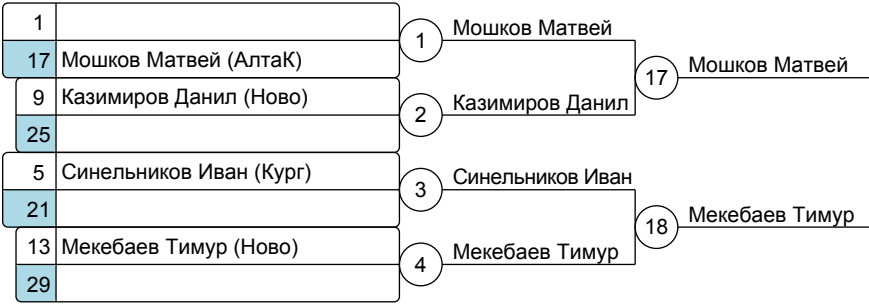 1
17 Мошков Матвей (АлтаК)
9 Казимиров Данил (Ново)
25
5 Синельников Иван (Кург)
21
13 Мекебаев Тимур (Ново)
29
1 Мошков Матвей
2 Казимиров Данил
3 Синельников Иван
4 Мекебаев Тимур
17 Мошков Матвей
18 Мекебаев Тимур